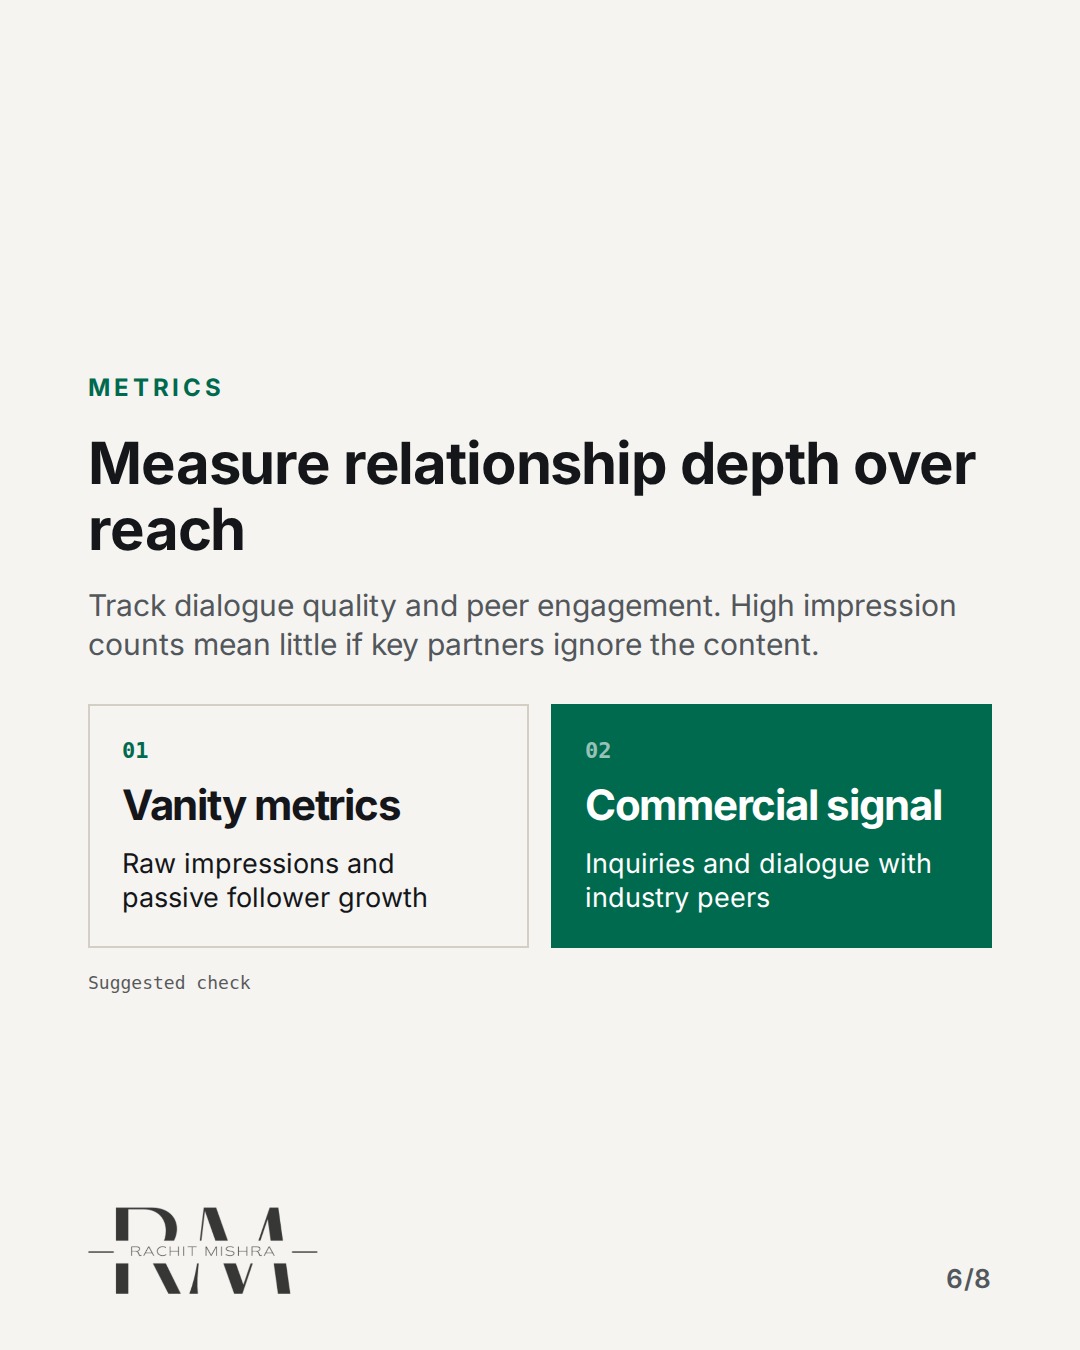 METRICS
Measure relationship depth over
reach
Track dialogue quality and peer engagement. High impression
counts mean little if key partners ignore the content.
01
Vanity metrics
Raw impressions and
passive follower growth
02
Commercial signal
Inquiries and dialogue with
industry peers
Suggested check
RM
RACHIT MISHRA
6/8